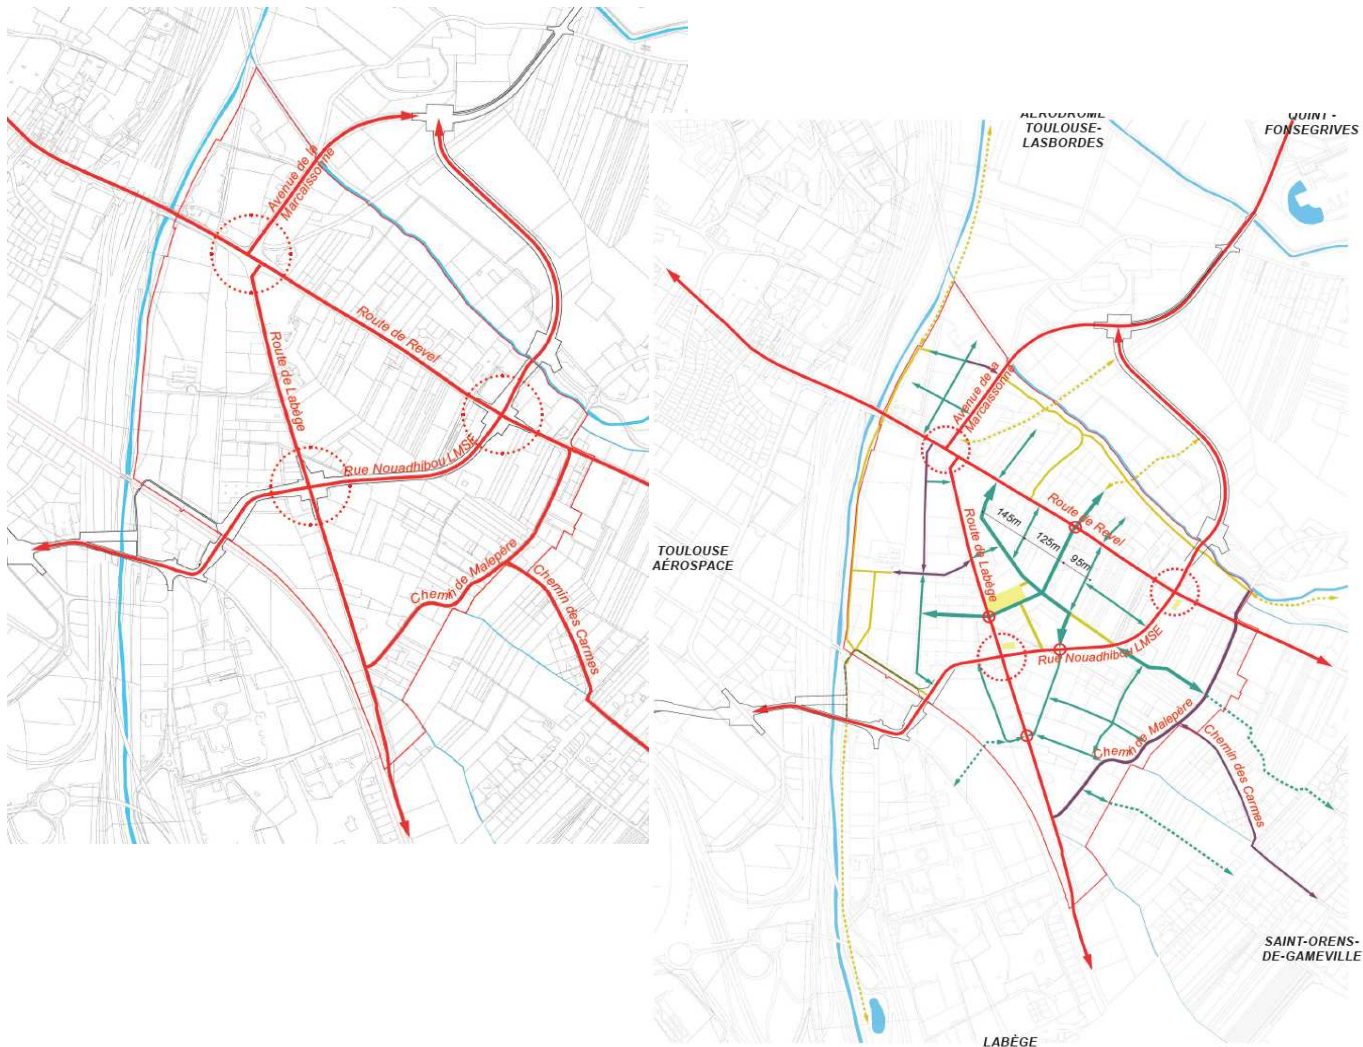 Avenue de la
Marcaissonne
Route de Revel
Route de Labège
Rue Nouadhibou LMSE
Chemin de Malepère
Chemin des Carmes
AÉRODROME
TOULOUSE-
LASBORDES
QUINT -
FONSEGRIVES
Avenue de la
Marcaissonne
Route de Revel
145m
125m
95m
Route de Labège
TOULOUSE
AÉROSPACE
Rue Nouadhibou LMSE
Chemin de Malepère
Chemin des Carmes
SAINT-ORENS-
DE-GAMEVILLE
LABÈGE